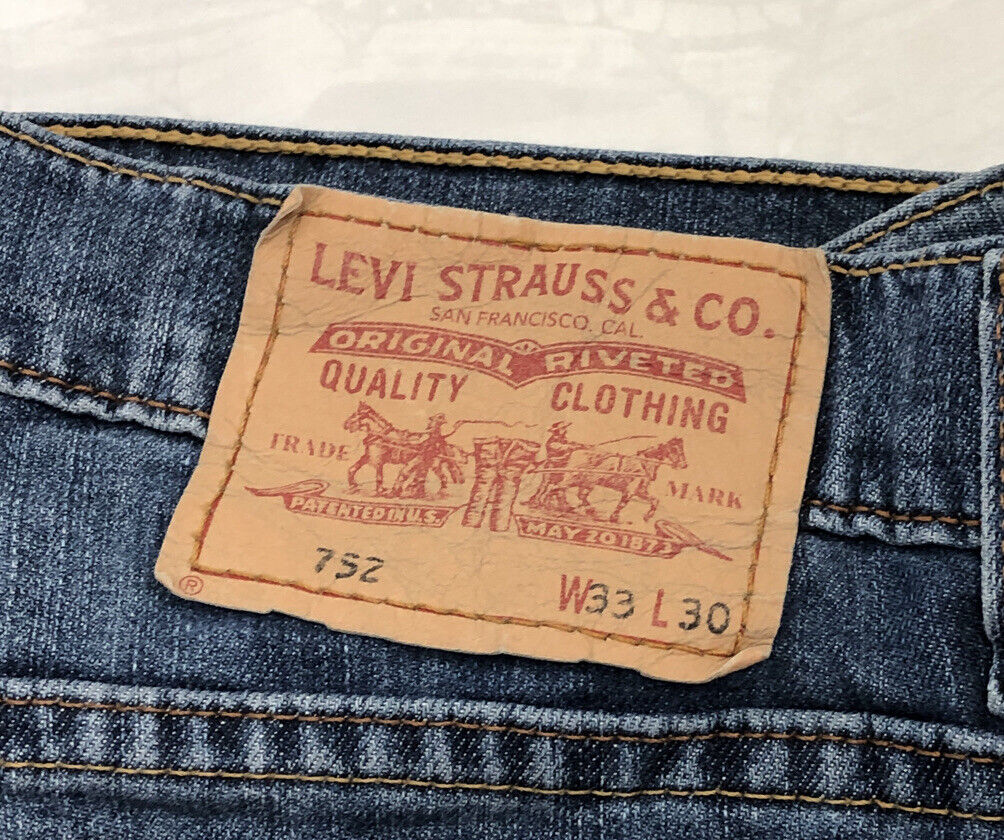 LEVI STRAUSS & CO.
SAN FRANCISCO. CAL.
ORIGINAL RIVETED
QUALITY CLOTHING
TRADE MARK
PATENTED IN U.S. MAY 20 1873
752 W33 L30
®